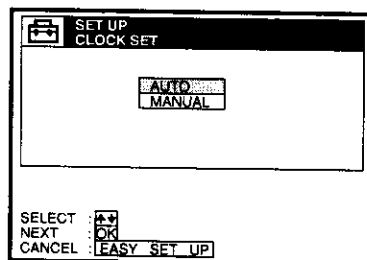 SET UP
CLOCK SET
AUTO
MANUAL
SELECT : ▲▼
NEXT : OK
CANCEL : EASY SET UP